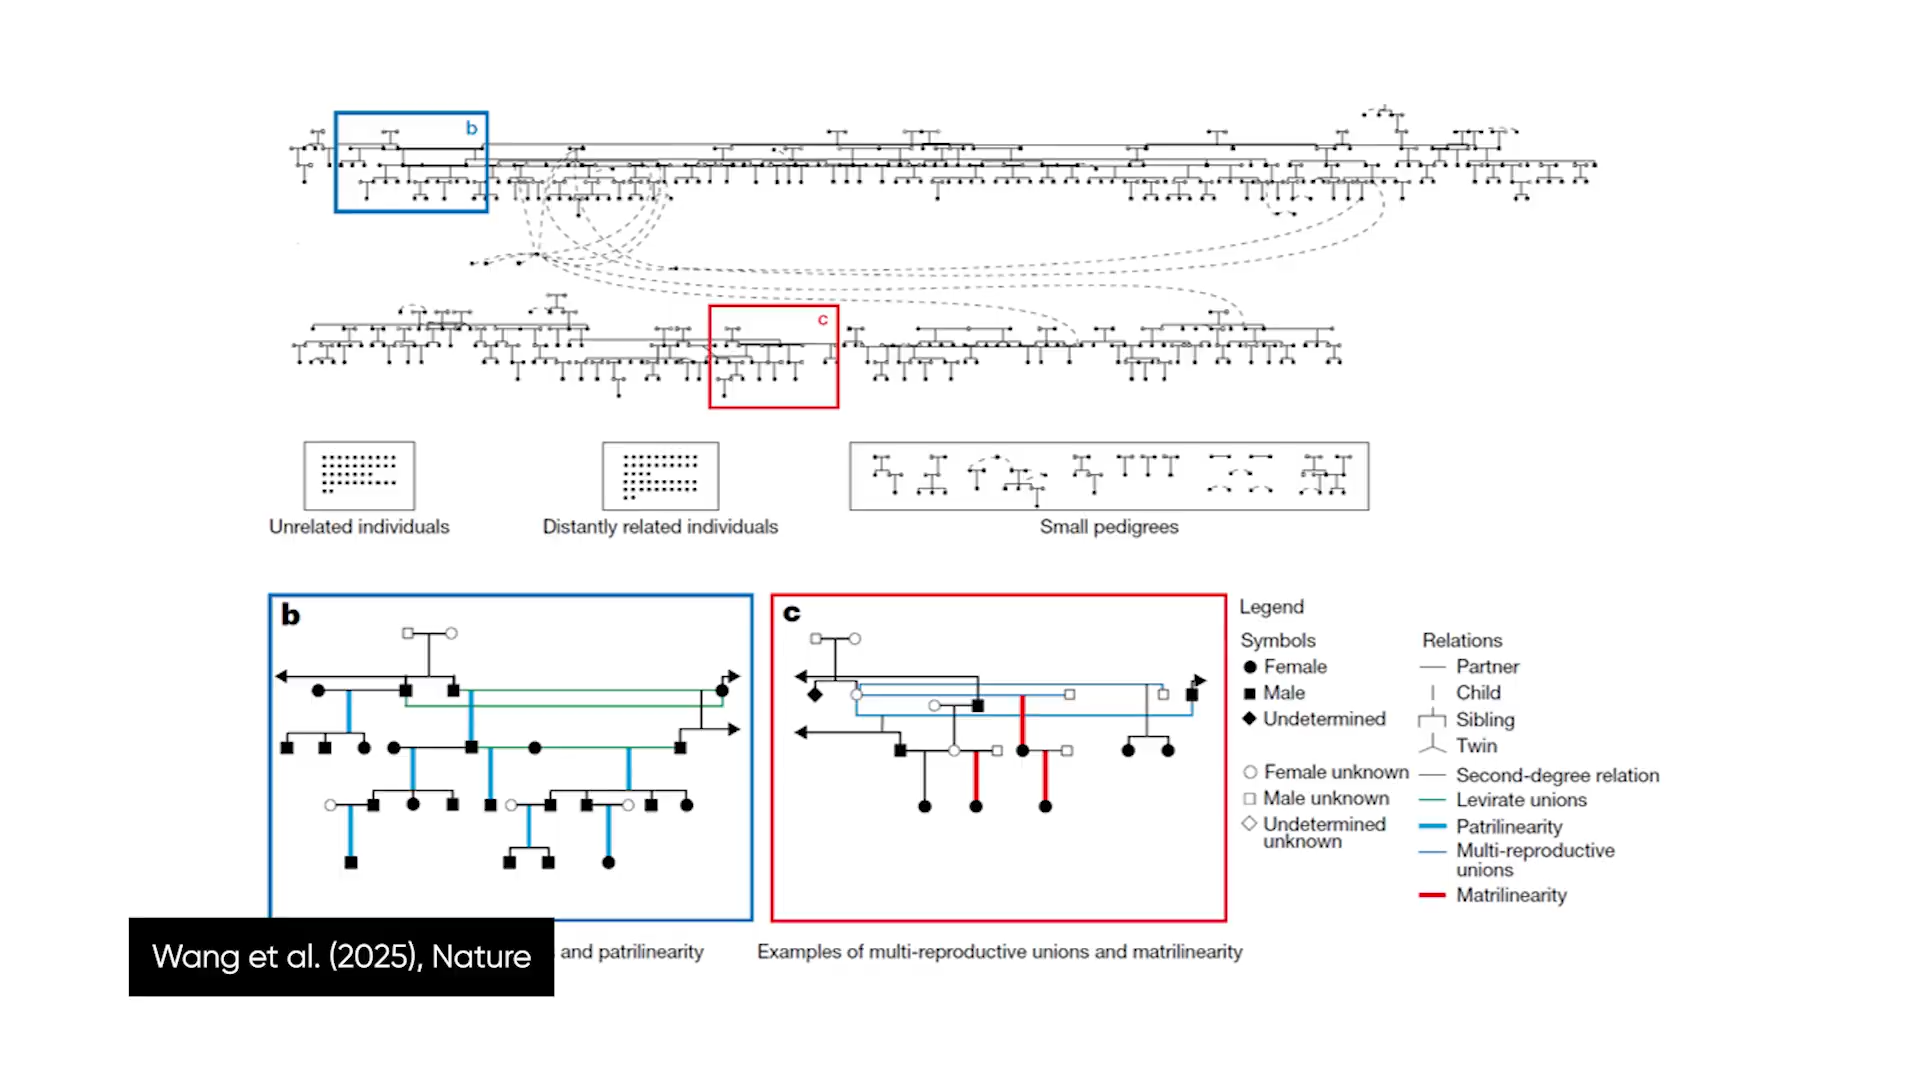 b
c
Unrelated individuals
Distantly related individuals
Small pedigrees
b
c
Legend
Symbols
Female
Male
Undetermined
Female unknown
Male unknown
Undetermined
unknown
Relations
Partner
Child
Sibling
Twin
Second-degree relation
Levirate unions
Patrilinearity
Multi-reproductive
unions
Matrilinearity
and patrilinearity
Examples of multi-reproductive unions and matrilinearity
Wang et al. (2025), Nature